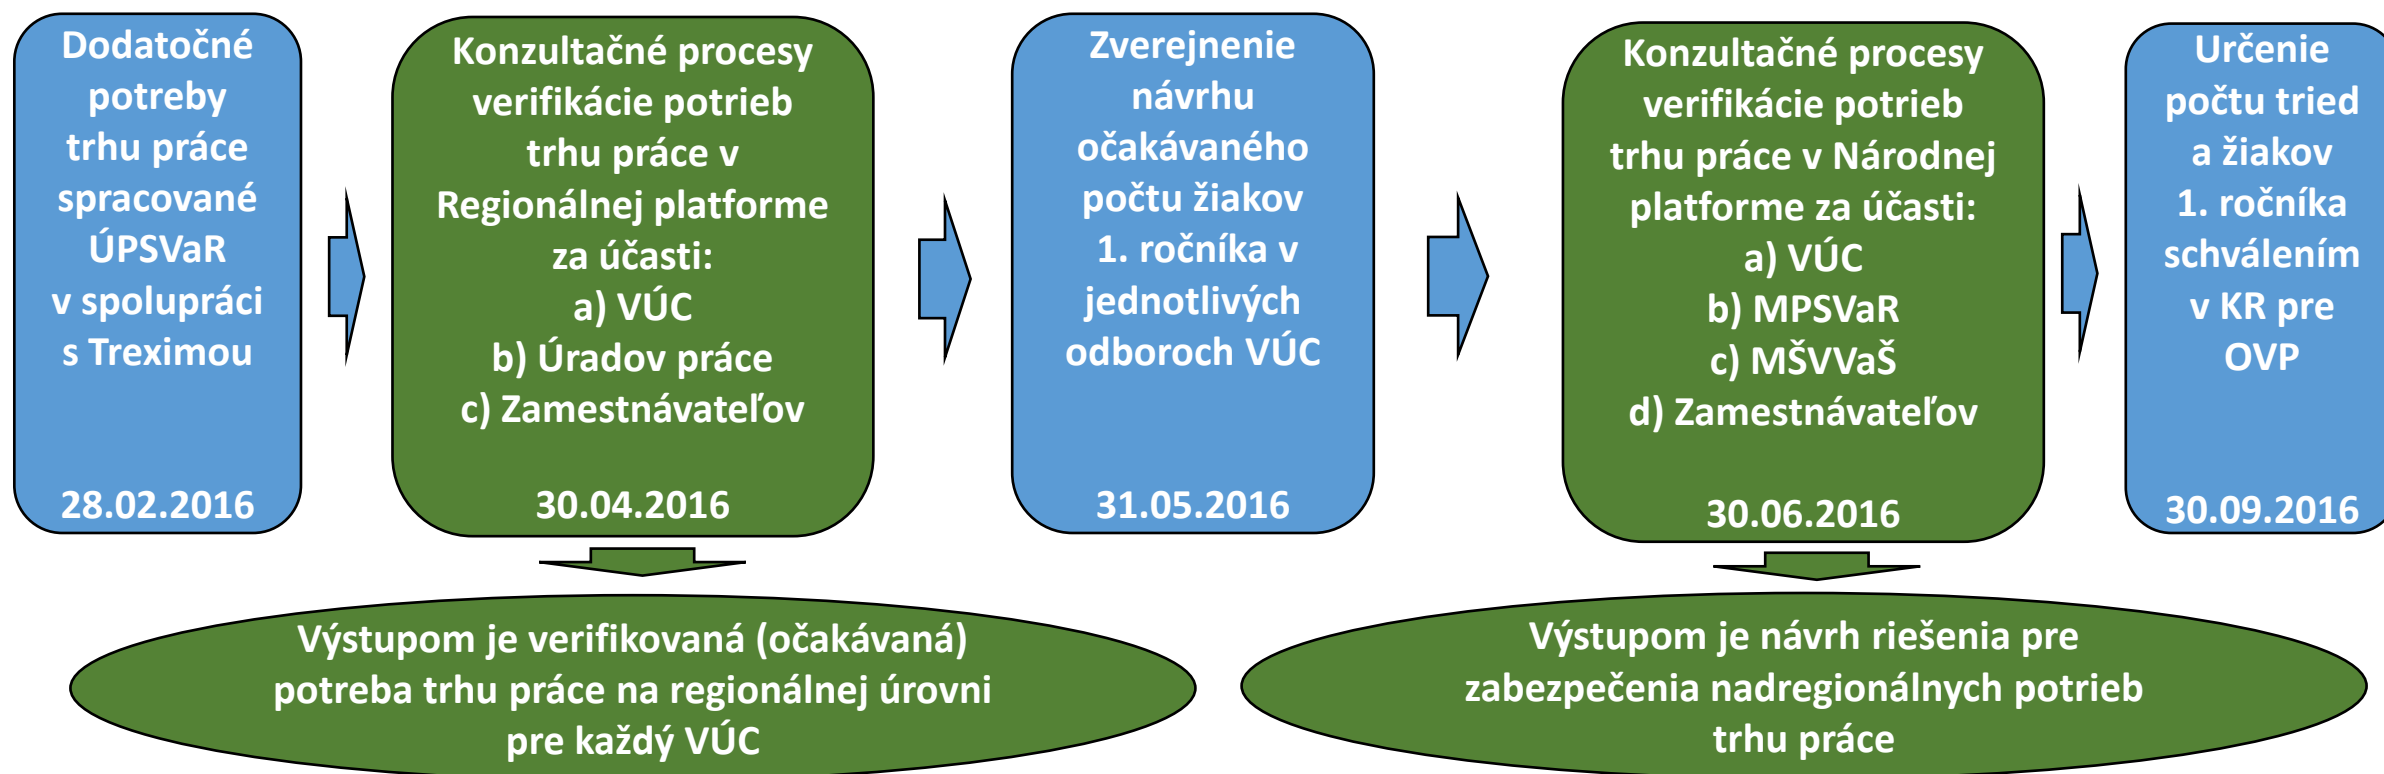 Dodatočné
potreby
trhu práce
spracované
ÚPSVaR
v spolupráci
s Treximou
28.02.2016
Konzultačné procesy
verifikácie potrieb
trhu práce v
Regionálnej platforme
za účasti:
a) VÚC
b) Úradov práce
c) Zamestnávateľov
30.04.2016
Zverejnenie
návrhu
očakávaného
počtu žiakov
1. ročníka v
jednotlivých
odboroch VÚC
31.05.2016
Konzultačné procesy
verifikácie potrieb
trhu práce v Národnej
platforme za účasti:
a) VÚC
b) MPSVaR
c) MŠVVaŠ
d) Zamestnávateľov
30.06.2016
Určenie
počtu tried
a žiakov
1. ročníka
schválením
v KR pre
OVP
30.09.2016
Výstupom je verifikovaná (očakávaná)
potreba trhu práce na regionálnej úrovni
pre každý VÚC
Výstupom je návrh riešenia pre
zabezpečenia nadregionálnych potrieb
trhu práce